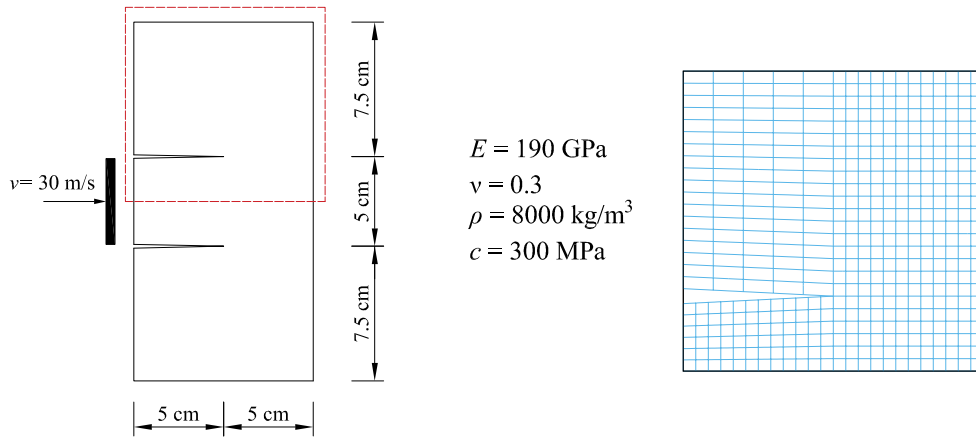 7.5 cm
v= 30 m/s
5 cm
7.5 cm
5 cm
5 cm
E = 190 GPa
ν = 0.3
ρ = 8000 kg/m³
c = 300 MPa